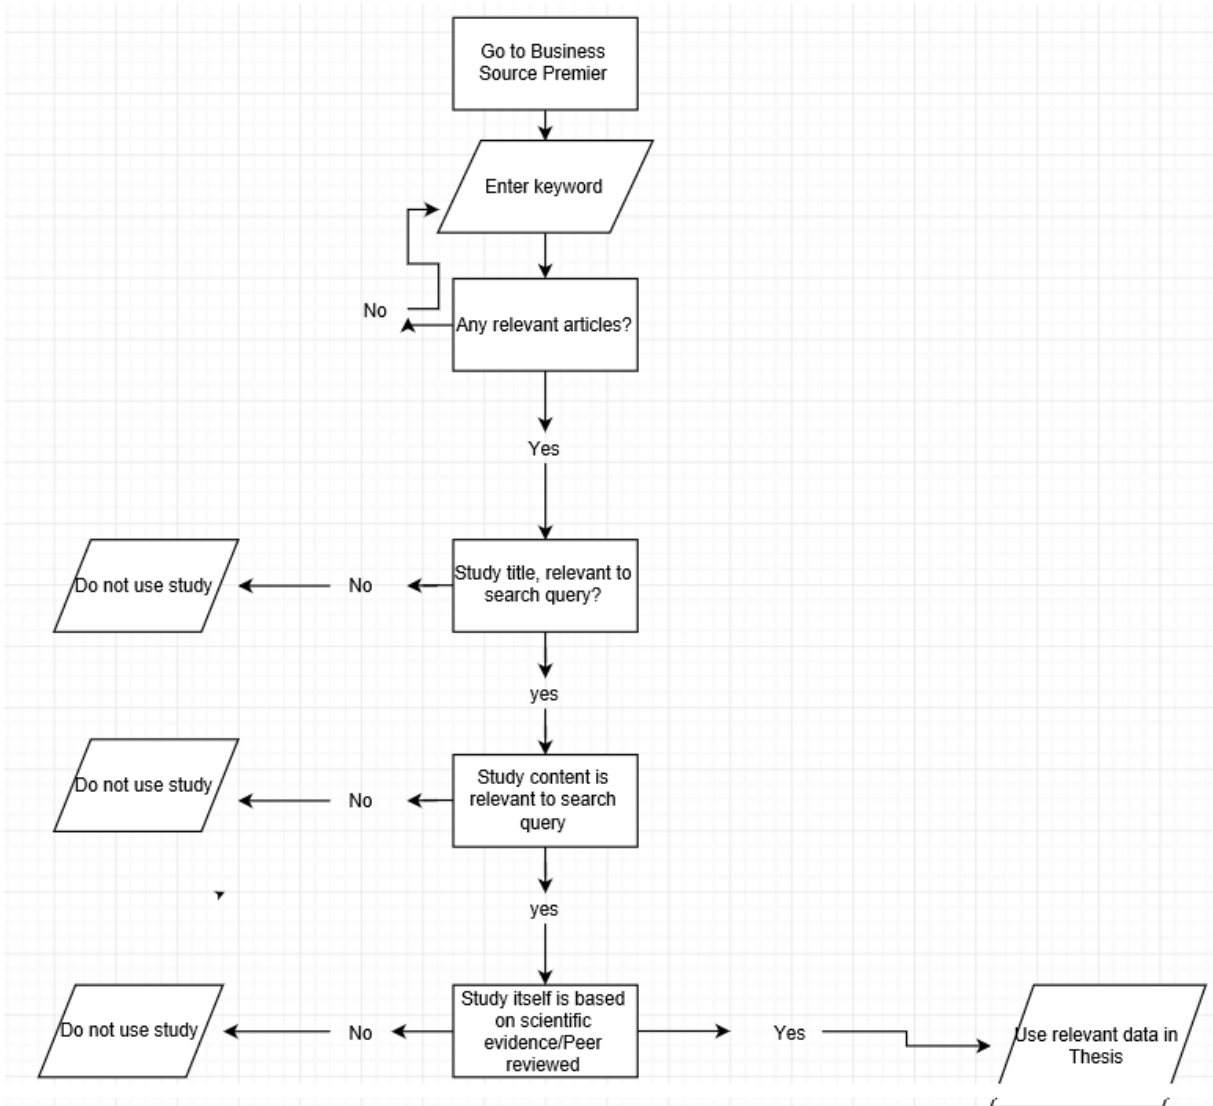 Go to Business
Source Premier
Enter keyword
No
Any relevant articles?
Yes
Do not use study
No
Study title, relevant to
search query?
yes
Do not use study
No
Study content is
relevant to search
query
yes
Do not use study
No
Study itself is based
on scientific
evidence/Peer
reviewed
Yes
Use relevant data in
Thesis